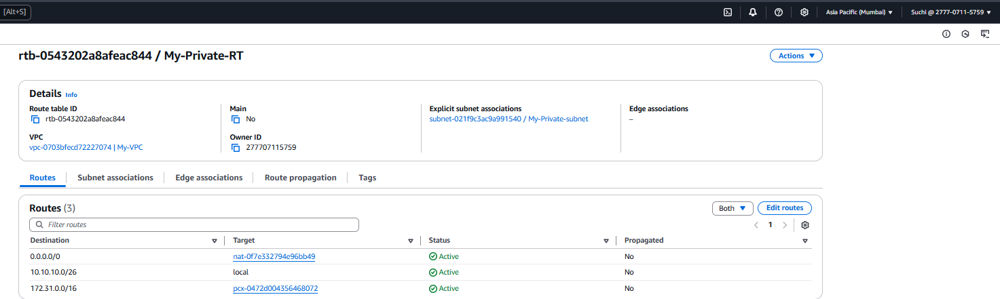 [Alt+S]
Asia Pacific (Mumbai) ▼ Suchi @ 2777-0711-5759 ▼
rtb-0543202a8afeac844 / My-Private-RT
Actions ▼
Details Info
Route table ID Main Explicit subnet associations Edge associations
rtb-0543202a8afeac844 No subnet-021f9c3ac9a991540 / My-Private-subnet –
VPC Owner ID
vpc-0703bfecd72227074 | My-VPC 277707115759
Routes Subnet associations Edge associations Route propagation Tags
Routes (3)
Both ▼ Edit routes
Filter routes
1
Destination Target Status Propagated
0.0.0.0/0 nat-0f7e332794e96bb49 Active No
10.10.10.0/26 local Active No
172.31.0.0/16 pcx-0472d004356468072 Active No